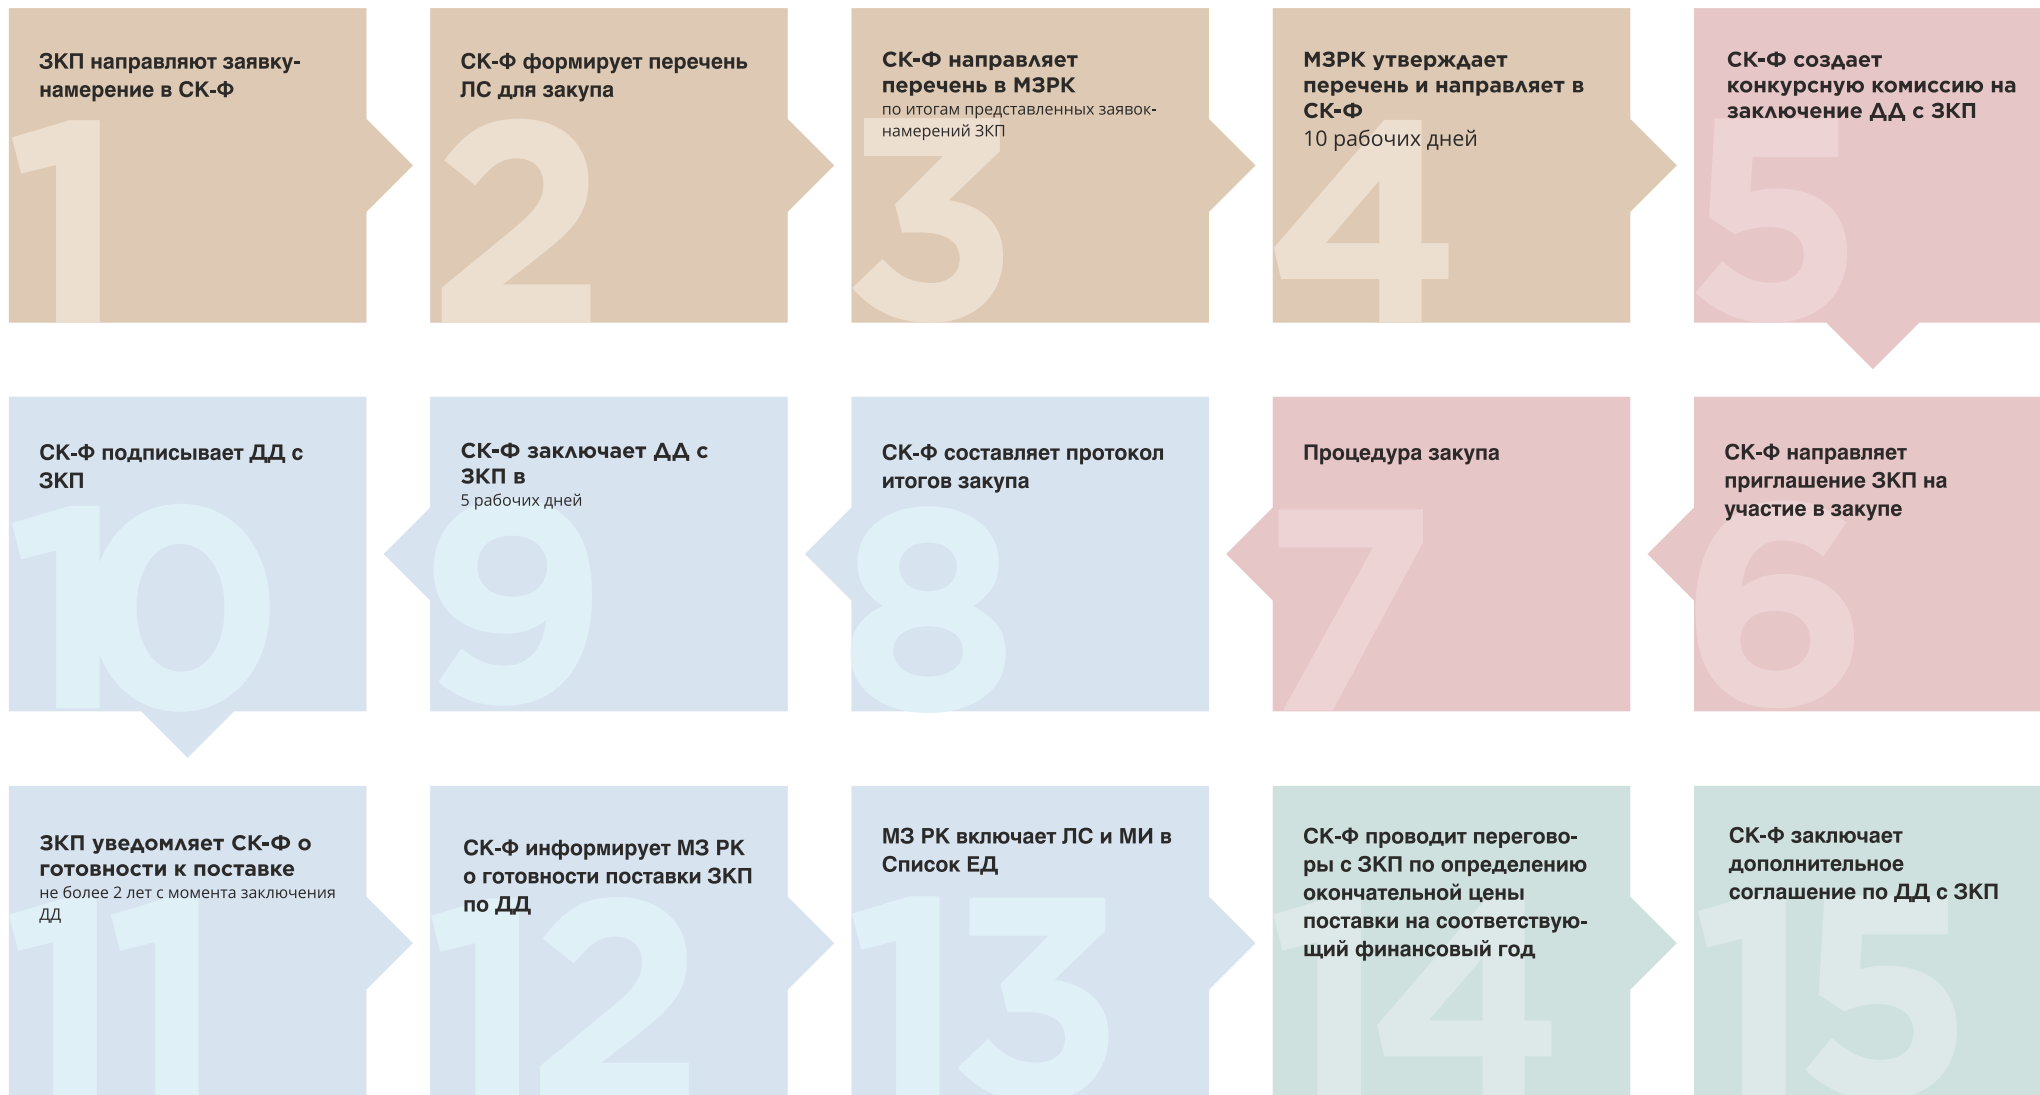 1
ЗКП направляют заявку-
намерение в СК-Ф
2
СК-Ф формирует перечень
ЛС для закупа
3
СК-Ф направляет
перечень в МЗРК
по итогам представленных заявок-
намерений ЗКП
4
МЗРК утверждает
перечень и направляет в
СК-Ф
10 рабочих дней
5
СК-Ф создает
конкурсную комиссию на
заключение ДД с ЗКП
6
СК-Ф направляет
приглашение ЗКП на
участие в закупе
7
Процедура закупа
8
СК-Ф составляет протокол
итогов закупа
9
СК-Ф заключает ДД с
ЗКП в
5 рабочих дней
10
СК-Ф подписывает ДД с
ЗКП
11
ЗКП уведомляет СК-Ф о
готовности к поставке
не более 2 лет с момента заключения
ДД
12
СК-Ф информирует МЗ РК
о готовности поставки ЗКП
по ДД
13
МЗ РК включает ЛС и МИ в
Список ЕД
14
СК-Ф проводит перегово-
ры с ЗКП по определению
окончательной цены
поставки на соответствую-
щий финансовый год
15
СК-Ф заключает
дополнительное
соглашение по ДД с ЗКП